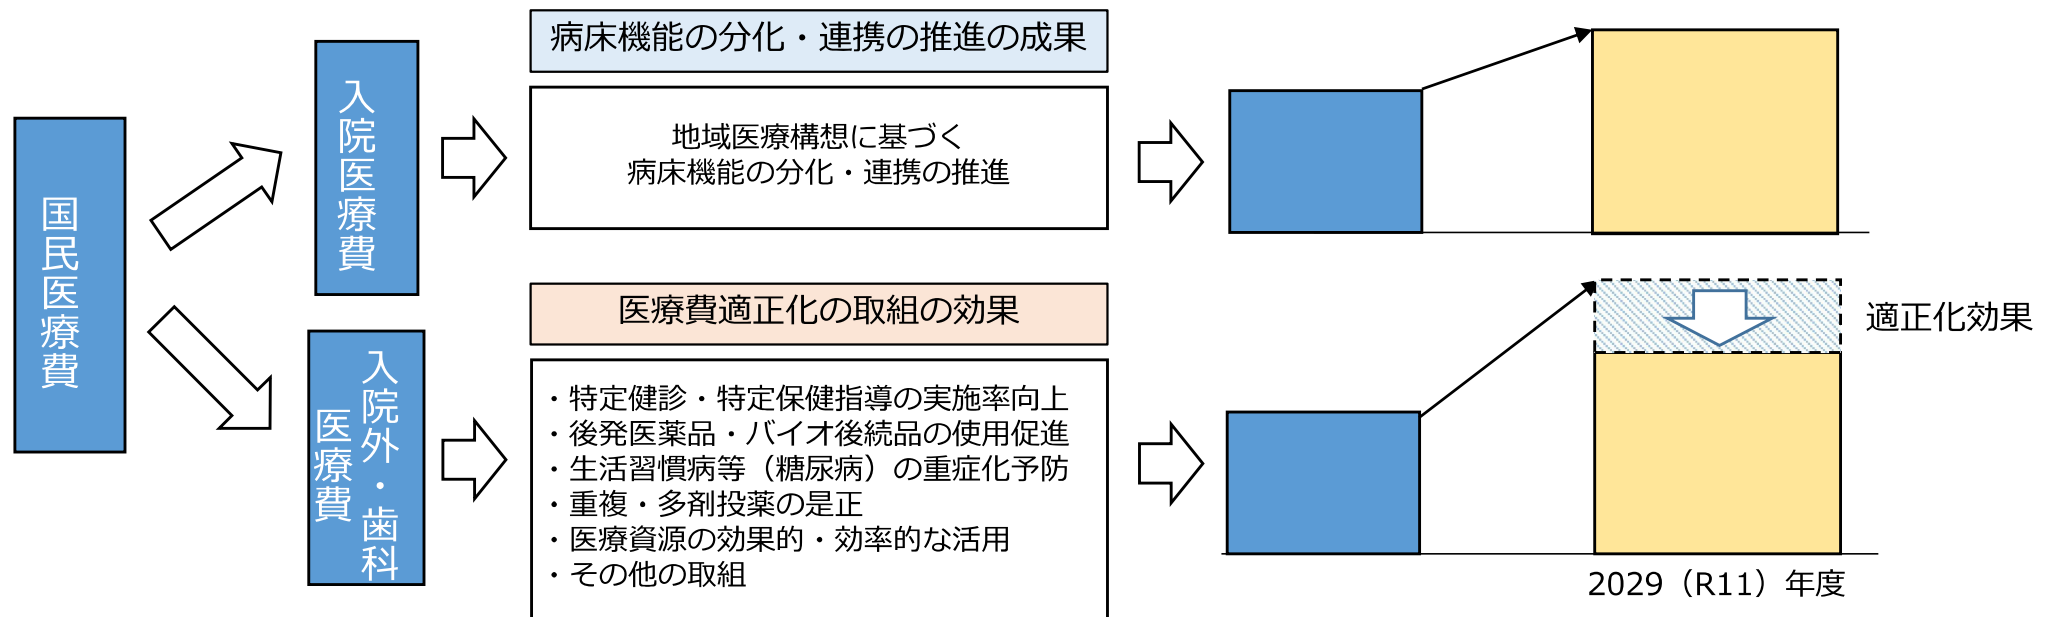 国民医療費
入院医療費
病床機能の分化・連携の推進の成果
地域医療構想に基づく
病床機能の分化・連携の推進
入院外・歯科
医療費
医療費適正化の取組の効果
・特定健診・特定保健指導の実施率向上
・後発医薬品・バイオ後続品の使用促進
・生活習慣病等（糖尿病）の重症化予防
・重複・多剤投薬の是正
・医療資源の効果的・効率的な活用
・その他の取組
適正化効果
2029（R11）年度